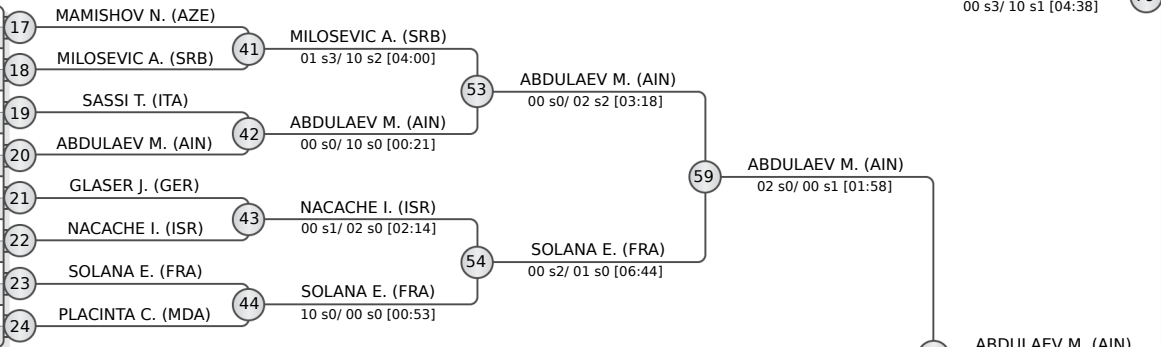 00 s3/ 10 s1 [04:38]
17
MAMISHOV N. (AZE)
18
MILOSEVIC A. (SRB)
41
MILOSEVIC A. (SRB)
01 s3/ 10 s2 [04:00]
19
SASSI T. (ITA)
20
ABDULAEV M. (AIN)
42
ABDULAEV M. (AIN)
00 s0/ 10 s0 [00:21]
53
ABDULAEV M. (AIN)
00 s0/ 02 s2 [03:18]
21
GLASER J. (GER)
22
NACACHE I. (ISR)
43
NACACHE I. (ISR)
00 s1/ 02 s0 [02:14]
23
SOLANA E. (FRA)
24
PLACINTA C. (MDA)
44
SOLANA E. (FRA)
10 s0/ 00 s0 [00:53]
54
SOLANA E. (FRA)
00 s2/ 01 s0 [06:44]
59
ABDULAEV M. (AIN)
02 s0/ 00 s1 [01:58]
ABDULAEV M. (AIN)